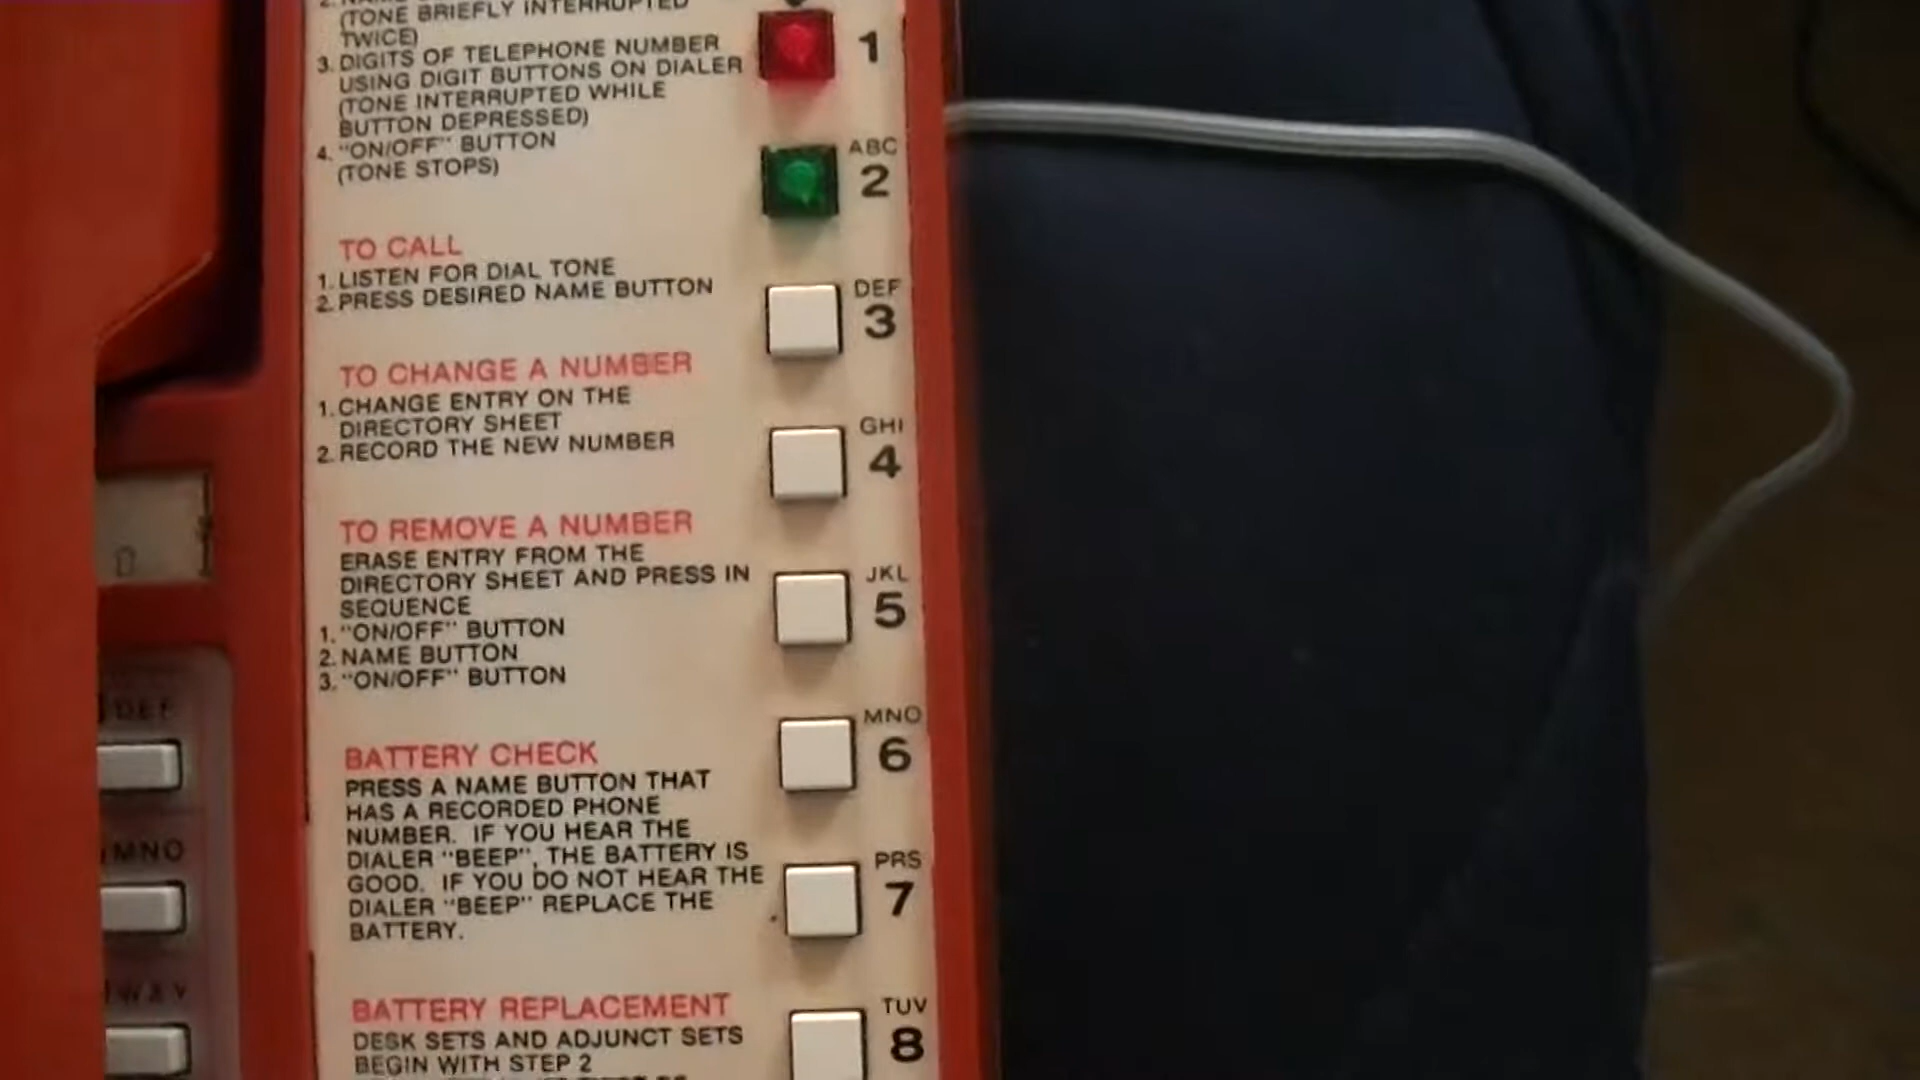 (TONE BRIEFLY INTERRUPTED
TWICE)
3. DIGITS OF TELEPHONE NUMBER
USING DIGIT BUTTONS ON DIALER
(TONE INTERRUPTED WHILE
BUTTON DEPRESSED)
4. "ON/OFF" BUTTON
(TONE STOPS)
TO CALL
1. LISTEN FOR DIAL TONE
2. PRESS DESIRED NAME BUTTON
TO CHANGE A NUMBER
1. CHANGE ENTRY ON THE
DIRECTORY SHEET
2. RECORD THE NEW NUMBER
TO REMOVE A NUMBER
ERASE ENTRY FROM THE
DIRECTORY SHEET AND PRESS IN
SEQUENCE
1. "ON/OFF" BUTTON
2. NAME BUTTON
3. "ON/OFF" BUTTON
BATTERY CHECK
PRESS A NAME BUTTON THAT
HAS A RECORDED PHONE
NUMBER. IF YOU HEAR THE
DIALER "BEEP", THE BATTERY IS
GOOD. IF YOU DO NOT HEAR THE
DIALER "BEEP" REPLACE THE
BATTERY.
BATTERY REPLACEMENT
DESK SETS AND ADJUNCT SETS
BEGIN WITH STEP 2
1
ABC
2
DEF
3
GHI
4
JKL
5
MNO
6
PRS
7
TUV
8
DEF
MNO
WXY